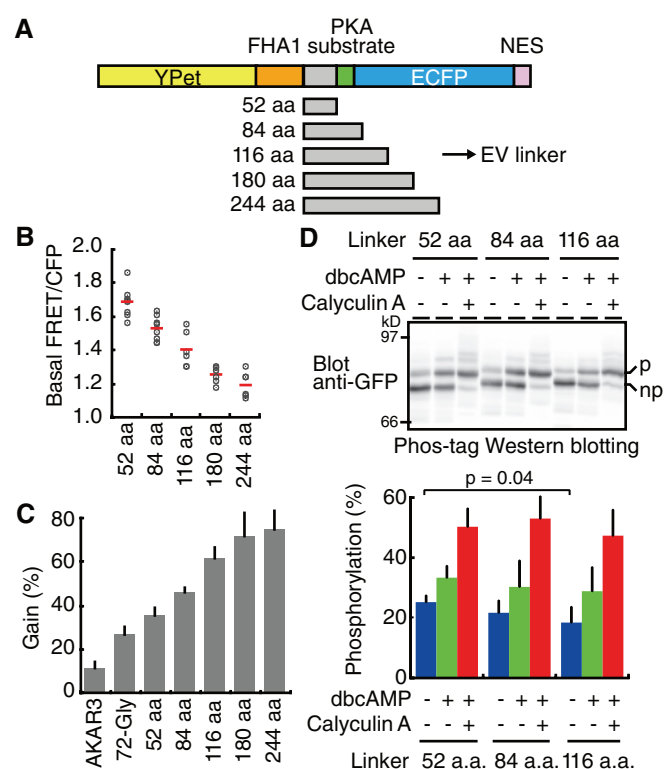 A
PKA
FHA1 substrate NES
YPet ECFP
52 aa
84 aa
116 aa → EV linker
180 aa
244 aa
B
Basal FRET/CFP
2.0
1.8
1.6
1.4
1.2
1.0
52 aa
84 aa
116 aa
180 aa
244 aa
C
Gain (%)
80
60
40
20
0
AKAR3
72-Gly
52 aa
84 aa
116 aa
180 aa
244 aa
D
Linker 52 aa 84 aa 116 aa
dbcAMP - + + - + + - + +
Calyculin A - - + - - + - - +
kD
97
Blot
anti-GFP
66
p
np
Phos-tag Western blotting
p = 0.04
Phosphorylation (%)
60
40
20
0
dbcAMP - + + - + + - + +
Calyculin A - - + - - + - - +
Linker 52 a.a. 84 a.a. 116 a.a.